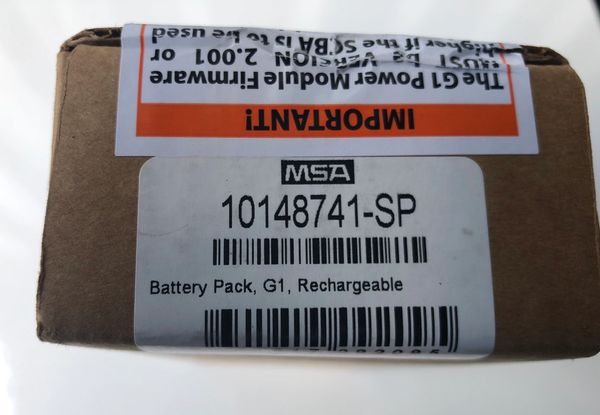 IMPORTANT!
The G1 Power Module Firmware
MUST be VERSION 2.001 or
higher if the SCBA is to be used
MSA
10148741-SP
Battery Pack, G1, Rechargeable